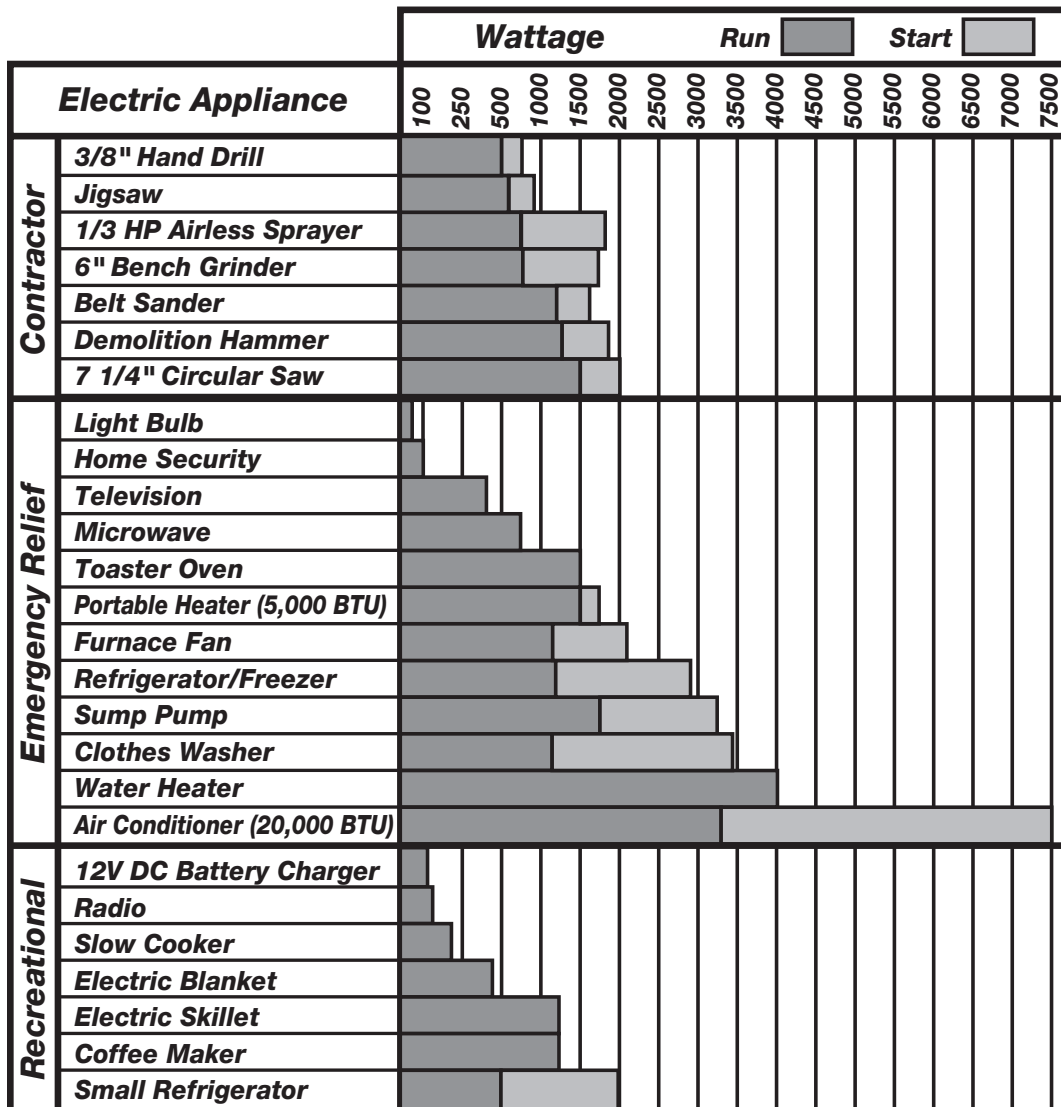 Wattage Run Start
Electric Appliance 100 250 500 1000 1500 2000 2500 3000 3500 4000 4500 5000 5500 6000 6500 7000 7500
Contractor
3/8" Hand Drill
Jigsaw
1/3 HP Airless Sprayer
6" Bench Grinder
Belt Sander
Demolition Hammer
7 1/4" Circular Saw
Emergency Relief
Light Bulb
Home Security
Television
Microwave
Toaster Oven
Portable Heater (5,000 BTU)
Furnace Fan
Refrigerator/Freezer
Sump Pump
Clothes Washer
Water Heater
Air Conditioner (20,000 BTU)
Recreational
12V DC Battery Charger
Radio
Slow Cooker
Electric Blanket
Electric Skillet
Coffee Maker
Small Refrigerator